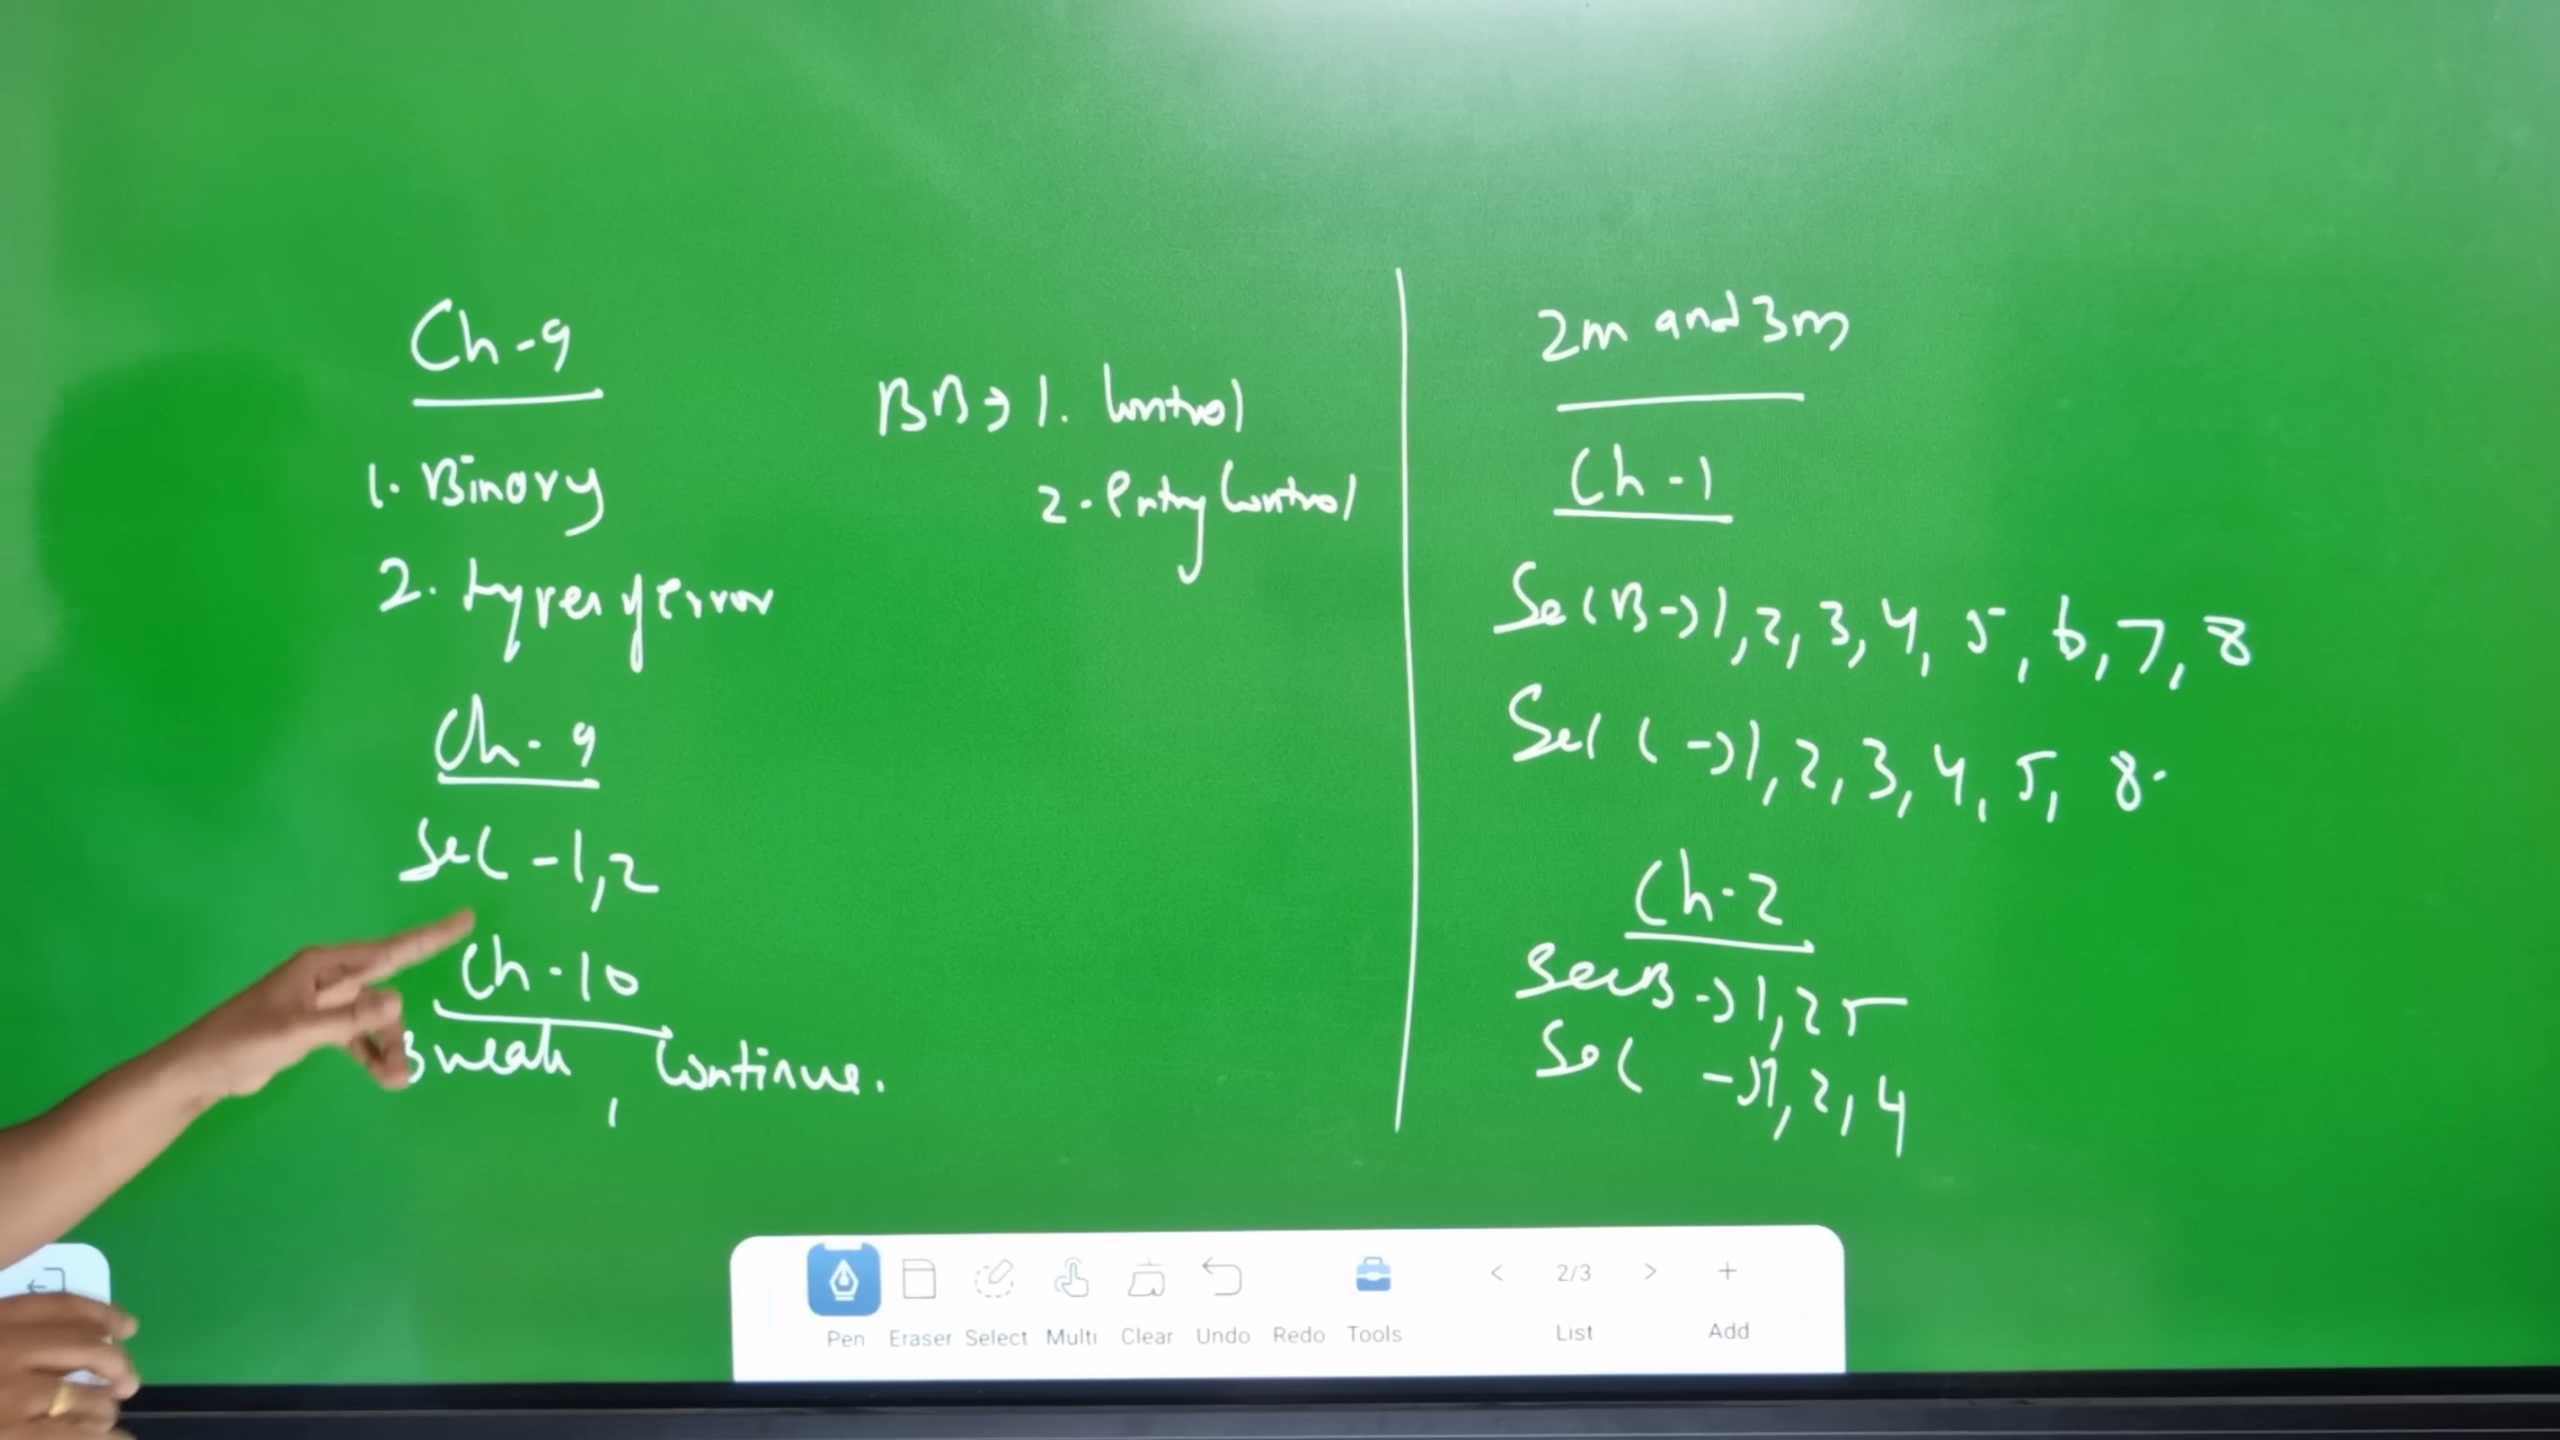 Ch-9
1. Binary
2. types of error
Ch-9
Sec -1,2
Ch-10
Break, Continue.
BB→ 1. Control
2. Entry Control
2m and 3m
Ch-1
Sec B→1,2,3,4,5,6,7,8
Sec C→1,2,3,4,5,8.
Ch-2
Sec B→1,2 5
Sec →1,2,4
Pen Eraser Select Multi Clear Undo Redo Tools
< 2/3 > +
List Add